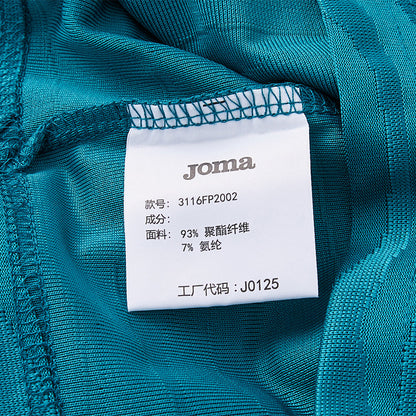 Joma
款号: 3116FP2002
成分:
面料: 93% 聚酯纤维
7% 氨纶
工厂代码: J0125